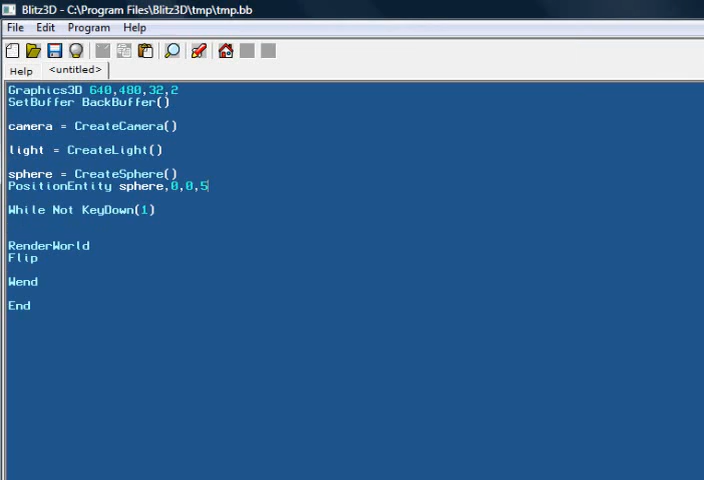 Blitz3D - C:\Program Files\Blitz3D\tmp\tmp.bb
File Edit Program Help
Help <untitled>
Graphics3D 640,480,32,2
SetBuffer BackBuffer()
camera = CreateCamera()
light = CreateLight()
sphere = CreateSphere()
PositionEntity sphere,0,0,5
While Not KeyDown(1)
RenderWorld
Flip
Wend
End